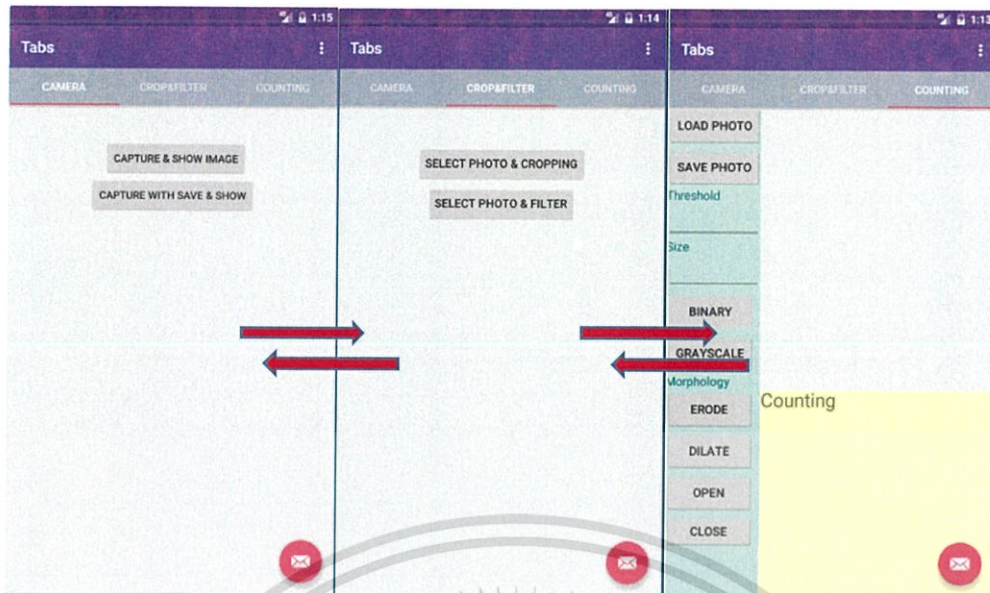 1:15
Tabs
CAMERA CROP&FILTER COUNTING
CAPTURE & SHOW IMAGE
CAPTURE WITH SAVE & SHOW
1:14
Tabs
CAMERA CROP&FILTER COUNTING
SELECT PHOTO & CROPPING
SELECT PHOTO & FILTER
1:13
Tabs
CAMERA CROP&FILTER COUNTING
LOAD PHOTO
SAVE PHOTO
Threshold
Size
BINARY
GRAYSCALE
Morphology
ERODE
DILATE
OPEN
CLOSE
Counting